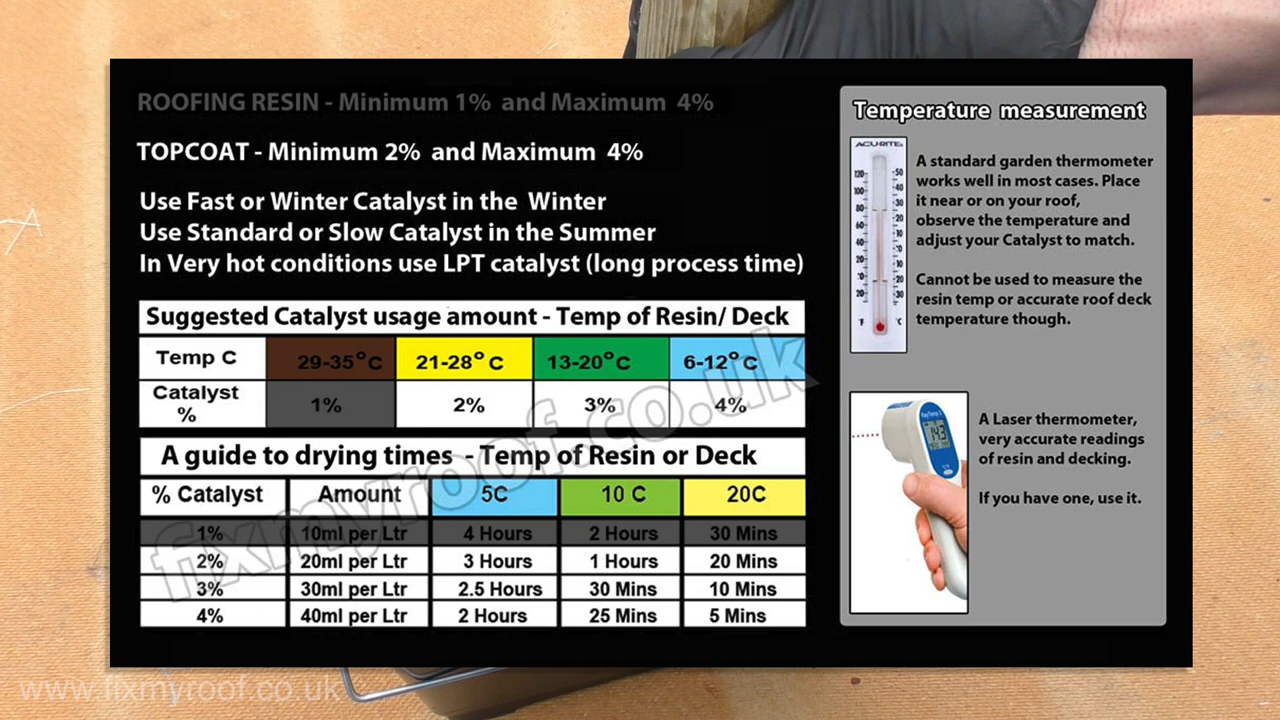 ROOFING RESIN - Minimum 1% and Maximum 4%
TOPCOAT - Minimum 2% and Maximum 4%
Use Fast or Winter Catalyst in the Winter
Use Standard or Slow Catalyst in the Summer
In Very hot conditions use LPT catalyst (long process time)
Suggested Catalyst usage amount - Temp of Resin/ Deck
Temp C 29-35°C 21-28°C 13-20°C 6-12°C
Catalyst % 1% 2% 3% 4%
A guide to drying times - Temp of Resin or Deck
% Catalyst Amount 5C 10 C 20C
1% 10ml per Ltr 4 Hours 2 Hours 30 Mins
2% 20ml per Ltr 3 Hours 1 Hours 20 Mins
3% 30ml per Ltr 2.5 Hours 30 Mins 10 Mins
4% 40ml per Ltr 2 Hours 25 Mins 5 Mins
fixmyroof.co.uk
Temperature measurement
ACU-RITE
A standard garden thermometer
works well in most cases. Place
it near or on your roof,
observe the temperature and
adjust your Catalyst to match.
Cannot be used to measure the
resin temp or accurate roof deck
temperature though.
A Laser thermometer,
very accurate readings
of resin and decking.
If you have one, use it.
www.fixmyroof.co.uk